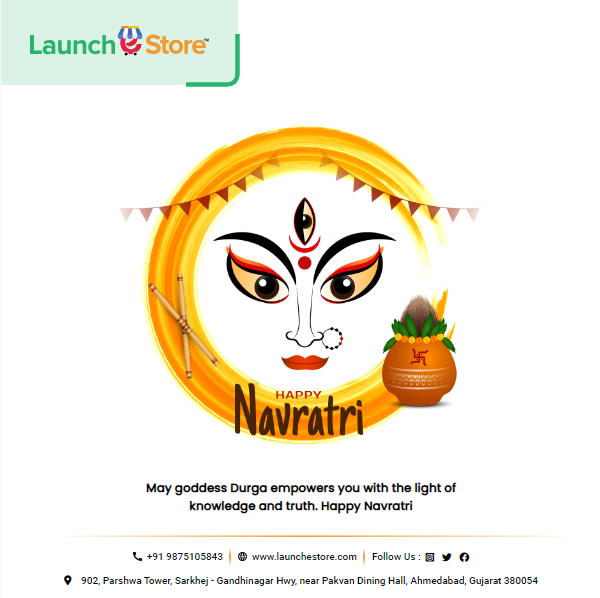 Launch e Store™
HAPPY
Navratri
May goddess Durga empowers you with the light of
knowledge and truth. Happy Navratri
+91 9875105843 | www.launchestore.com | Follow Us :
902, Parshwa Tower, Sarkhej - Gandhinagar Hwy, near Pakvan Dining Hall, Ahmedabad, Gujarat 380054